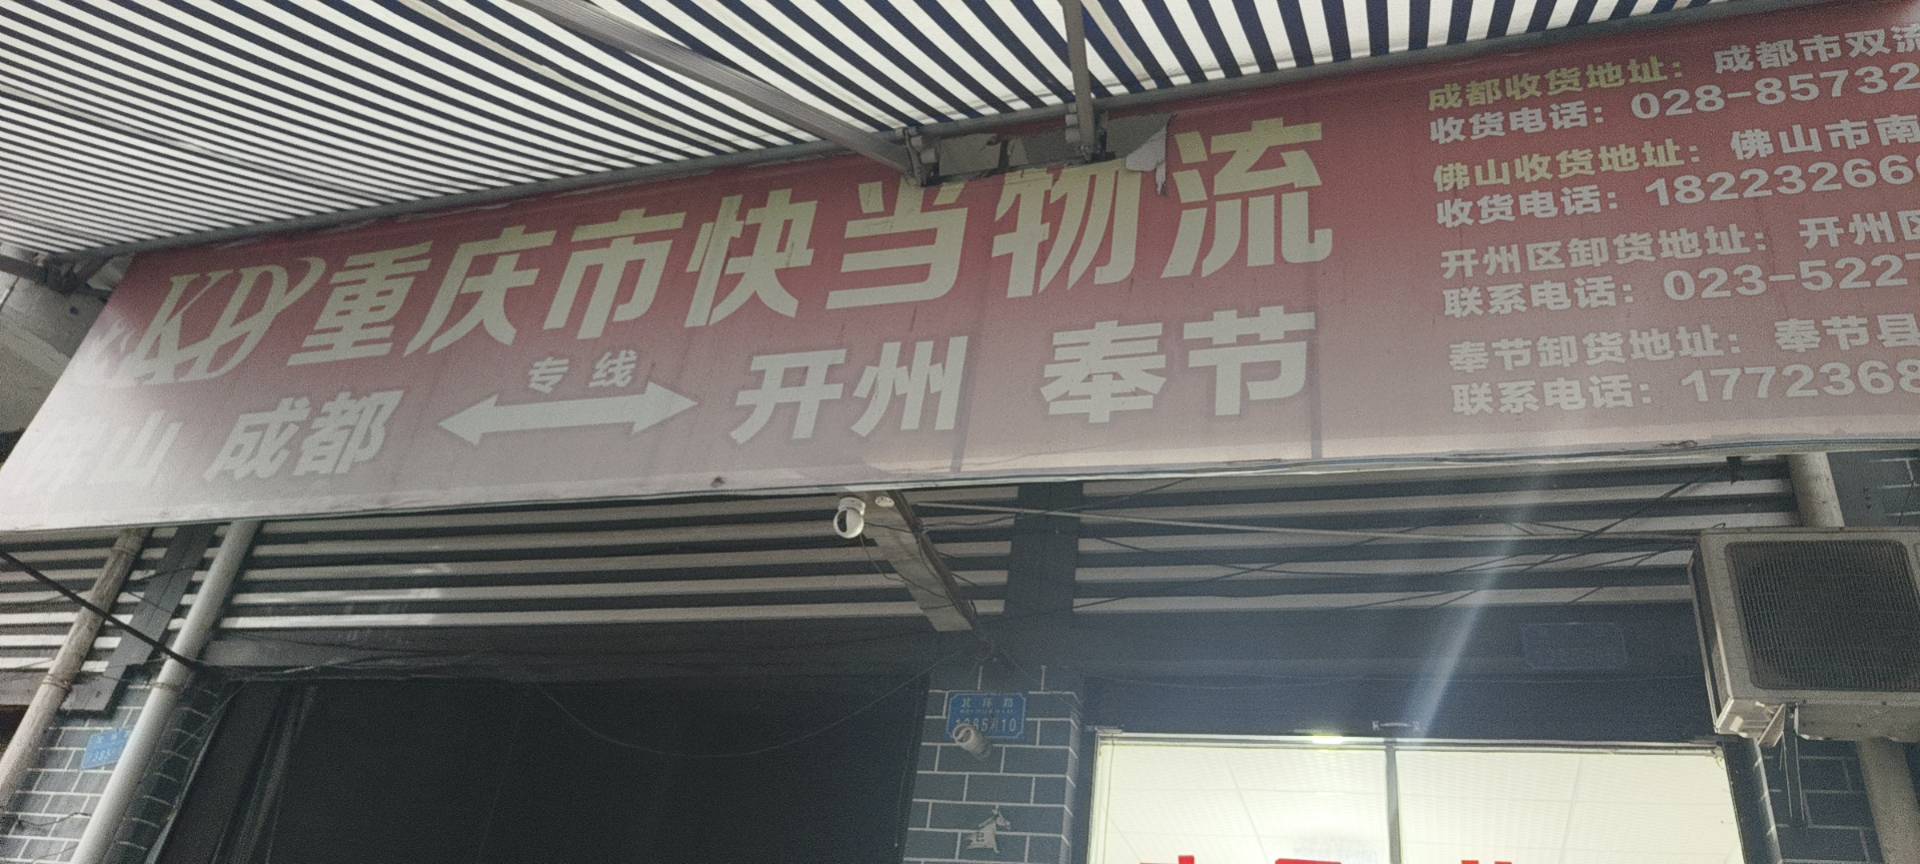 KD 重庆市快当物流
佛山 成都 专线 开州 奉节
成都收货地址：成都市双流
收货电话：028-85732
佛山收货地址：佛山市南
收货电话：18223266
开州区卸货地址：开州区
联系电话：023-5227
奉节卸货地址：奉节县
联系电话：17723668